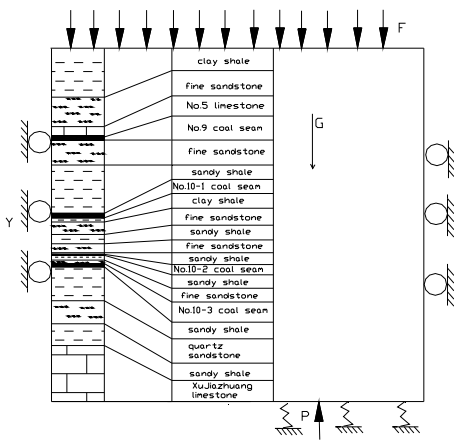 F
clay shale
fine sandstone
No.5 limestone
No.9 coal seam
G
fine sandstone
sandy shale
No.10-1 coal seam
clay shale
Y
fine sandstone
sandy shale
fine sandstone
sandy shale
No.10-2 coal seam
sandy shale
fine sandstone
No.10-3 coal seam
sandy shale
quartz
sandstone
sandy shale
XuJiazhuang
limestone
P